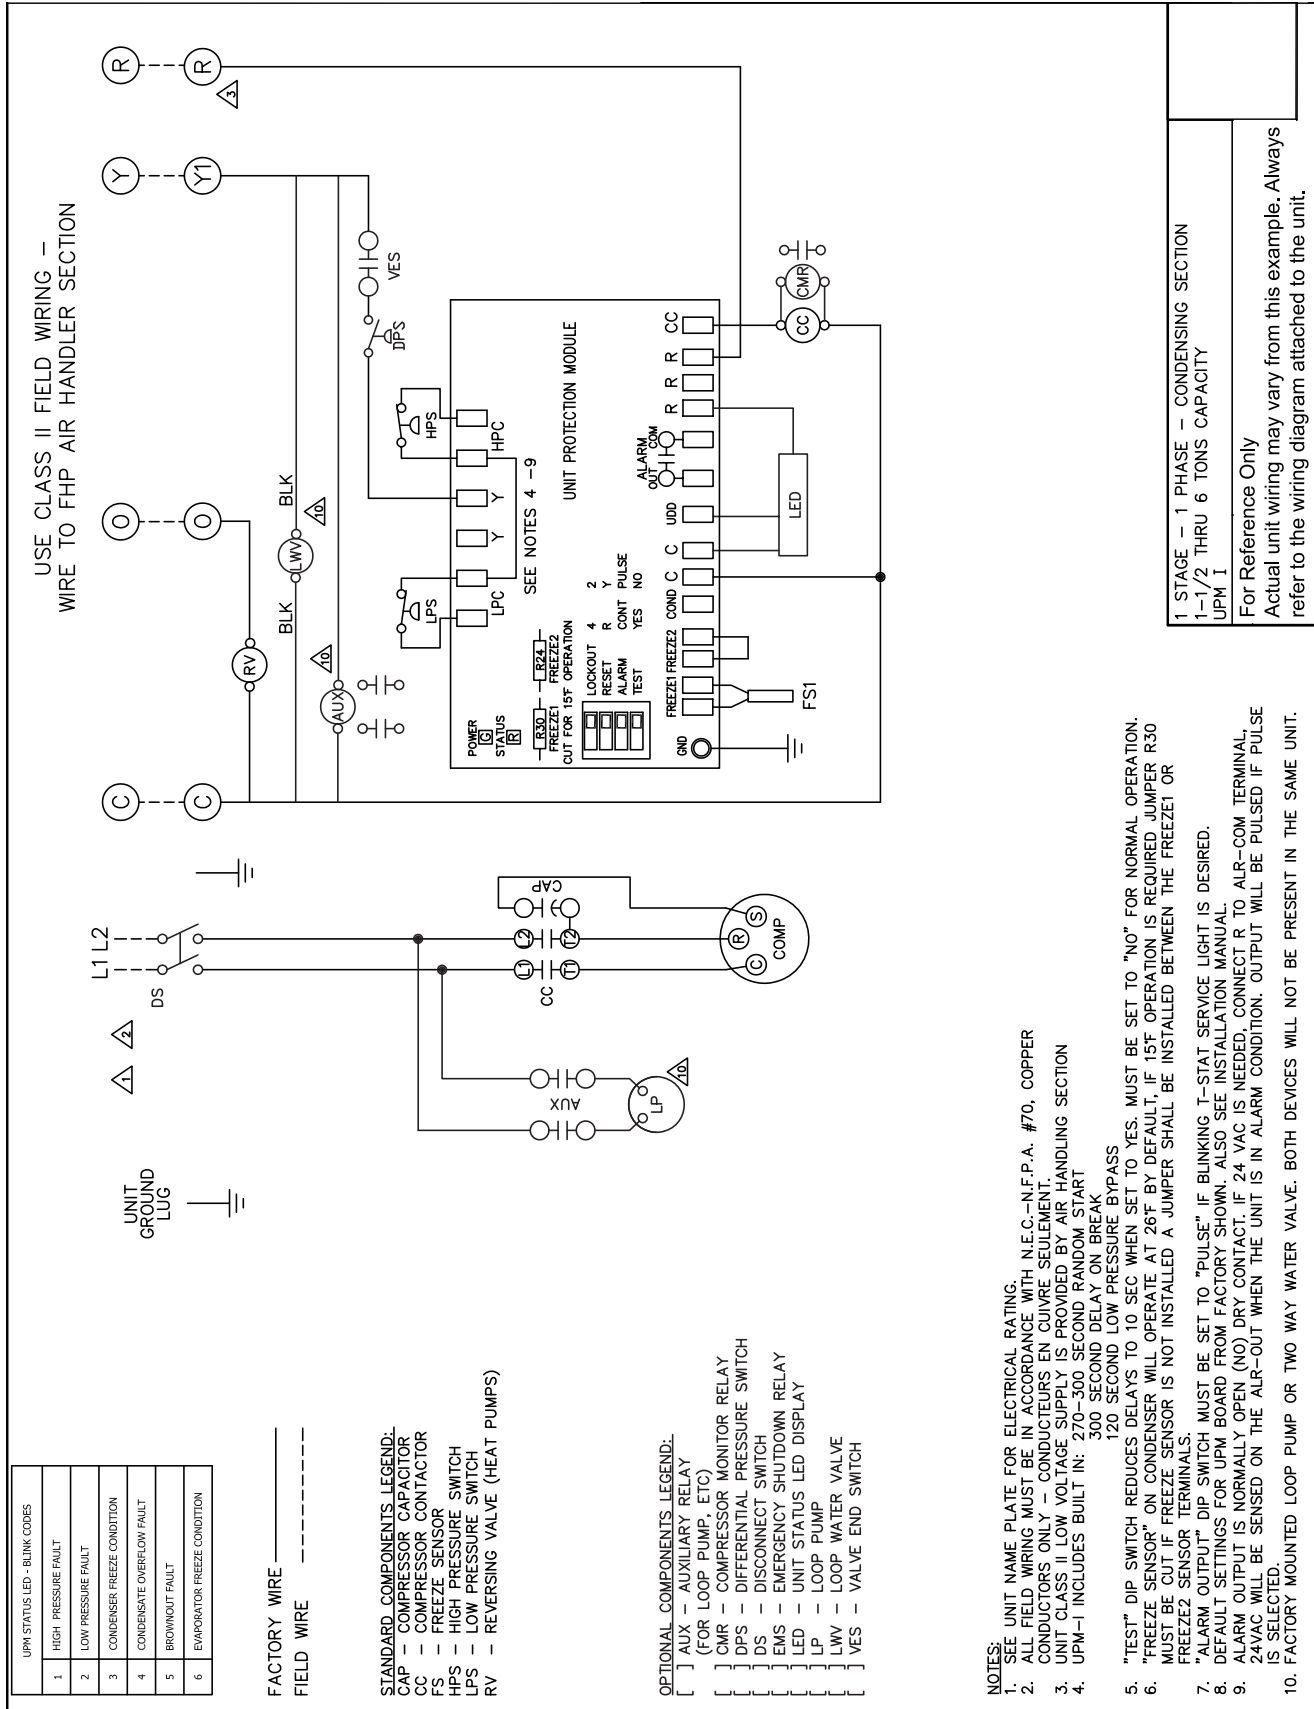 UPM STATUS LED - BLINK CODES
1 HIGH PRESSURE FAULT
2 LOW PRESSURE FAULT
3 CONDENSER FREEZE CONDITION
4 CONDENSATE OVERFLOW FAULT
5 BROWNOUT FAULT
6 EVAPORATOR FREEZE CONDITION
FACTORY WIRE
FIELD WIRE
STANDARD COMPONENTS LEGEND:
CAP - COMPRESSOR CAPACITOR
CC - COMPRESSOR CONTACTOR
FS - FREEZE SENSOR
HPS - HIGH PRESSURE SWITCH
LPS - LOW PRESSURE SWITCH
RV - REVERSING VALVE (HEAT PUMPS)
OPTIONAL COMPONENTS LEGEND:
[ ] AUX - AUXILIARY RELAY
(FOR LOOP PUMP, ETC)
[ ] CMR - COMPRESSOR MONITOR RELAY
[ ] DPS - DIFFERENTIAL PRESSURE SWITCH
[ ] DS - DISCONNECT SWITCH
[ ] EMS - EMERGENCY SHUTDOWN RELAY
[ ] LED - UNIT STATUS LED DISPLAY
[ ] LP - LOOP PUMP
[ ] LWV - LOOP WATER VALVE
[ ] VES - VALVE END SWITCH
UNIT
GROUND
LUG
1
2
DS
L1 L2
AUX
LP
10
L1
L2
CC
T1
T2
CAP
C
R
S
COMP
USE CLASS II FIELD WIRING -
WIRE TO FHP AIR HANDLER SECTION
C
O
Y
R
C
O
Y1
R
3
RV
BLK
LWV
BLK
10
AUX
10
VES
DPS
LPS
HPS
LPC
Y
Y
HPC
SEE NOTES 4 -9
UNIT PROTECTION MODULE
POWER
G
STATUS
R
R30
FREEZE1
R24
FREEZE2
CUT FOR 15°F OPERATION
LOCKOUT 4 2
RESET R Y
ALARM CONT PULSE
TEST YES NO
ALARM
OUT
COM
GND
FREEZE1
FREEZE2
COND
C
C
UDD
R
R
R
CC
FS1
LED
CC
CMR
NOTES:
1. SEE UNIT NAME PLATE FOR ELECTRICAL RATING.
2. ALL FIELD WIRING MUST BE IN ACCORDANCE WITH N.E.C.-N.F.P.A. #70, COPPER
CONDUCTORS ONLY - CONDUCTEURS EN CUIVRE SEULEMENT.
3. UNIT CLASS II LOW VOLTAGE SUPPLY IS PROVIDED BY AIR HANDLING SECTION
4. UPM-I INCLUDES BUILT IN: 270-300 SECOND RANDOM START
300 SECOND DELAY ON BREAK
120 SECOND LOW PRESSURE BYPASS
5. "TEST" DIP SWITCH REDUCES DELAYS TO 10 SEC WHEN SET TO YES. MUST BE SET TO "NO" FOR NORMAL OPERATION.
6. "FREEZE SENSOR" ON CONDENSER WILL OPERATE AT 26°F BY DEFAULT, IF 15°F OPERATION IS REQUIRED JUMPER R30
MUST BE CUT IF FREEZE SENSOR IS NOT INSTALLED A JUMPER SHALL BE INSTALLED BETWEEN THE FREEZE1 OR
FREEZE2 SENSOR TERMINALS.
7. "ALARM OUTPUT" DIP SWITCH MUST BE SET TO "PULSE" IF BLINKING T-STAT SERVICE LIGHT IS DESIRED.
8. DEFAULT SETTINGS FOR UPM BOARD FROM FACTORY SHOWN. ALSO SEE INSTALLATION MANUAL.
9. ALARM OUTPUT IS NORMALLY OPEN (NO) DRY CONTACT. IF 24 VAC IS NEEDED, CONNECT R TO ALR-COM TERMINAL,
24VAC WILL BE SENSED ON THE ALR-OUT WHEN THE UNIT IS IN ALARM CONDITION. OUTPUT WILL BE PULSED IF PULSE
IS SELECTED.
10. FACTORY MOUNTED LOOP PUMP OR TWO WAY WATER VALVE. BOTH DEVICES WILL NOT BE PRESENT IN THE SAME UNIT.
1 STAGE - 1 PHASE - CONDENSING SECTION
1-1/2 THRU 6 TONS CAPACITY
UPM I
For Reference Only
Actual unit wiring may vary from this example. Always
refer to the wiring diagram attached to the unit.